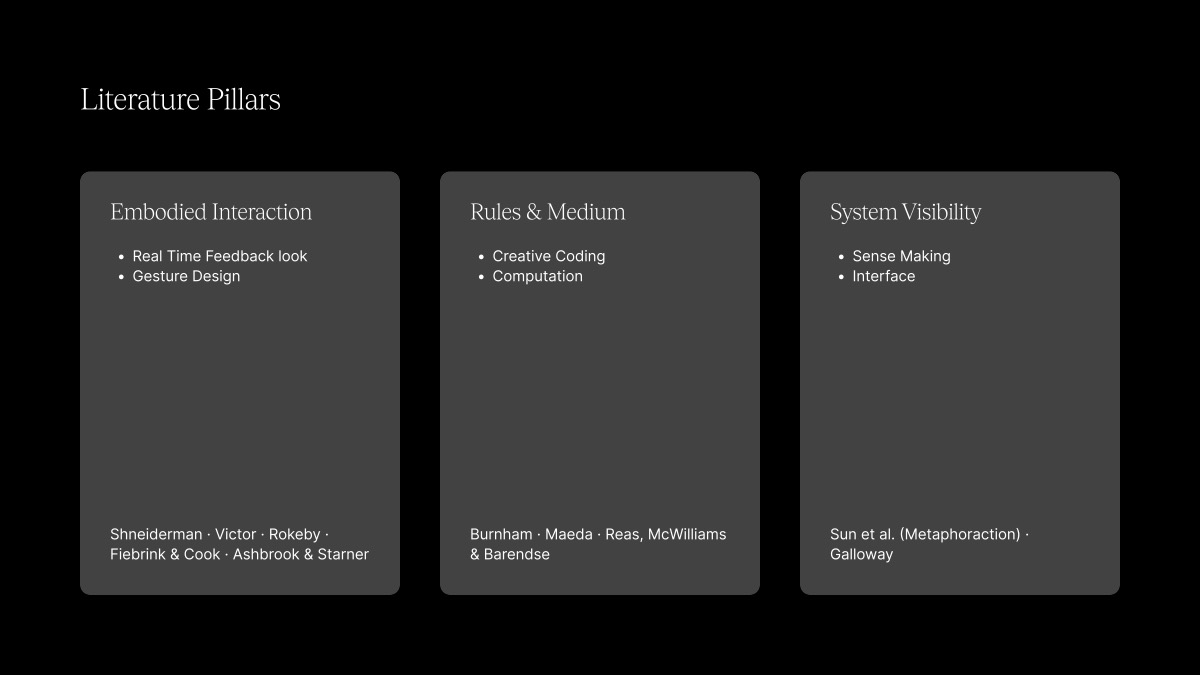 Literature Pillars
Embodied Interaction
• Real Time Feedback look
• Gesture Design
Shneiderman · Victor · Rokeby ·
Fiebrink & Cook · Ashbrook & Starner
Rules & Medium
• Creative Coding
• Computation
Burnham · Maeda · Reas, McWilliams
& Barendse
System Visibility
• Sense Making
• Interface
Sun et al. (Metaphoraction) ·
Galloway